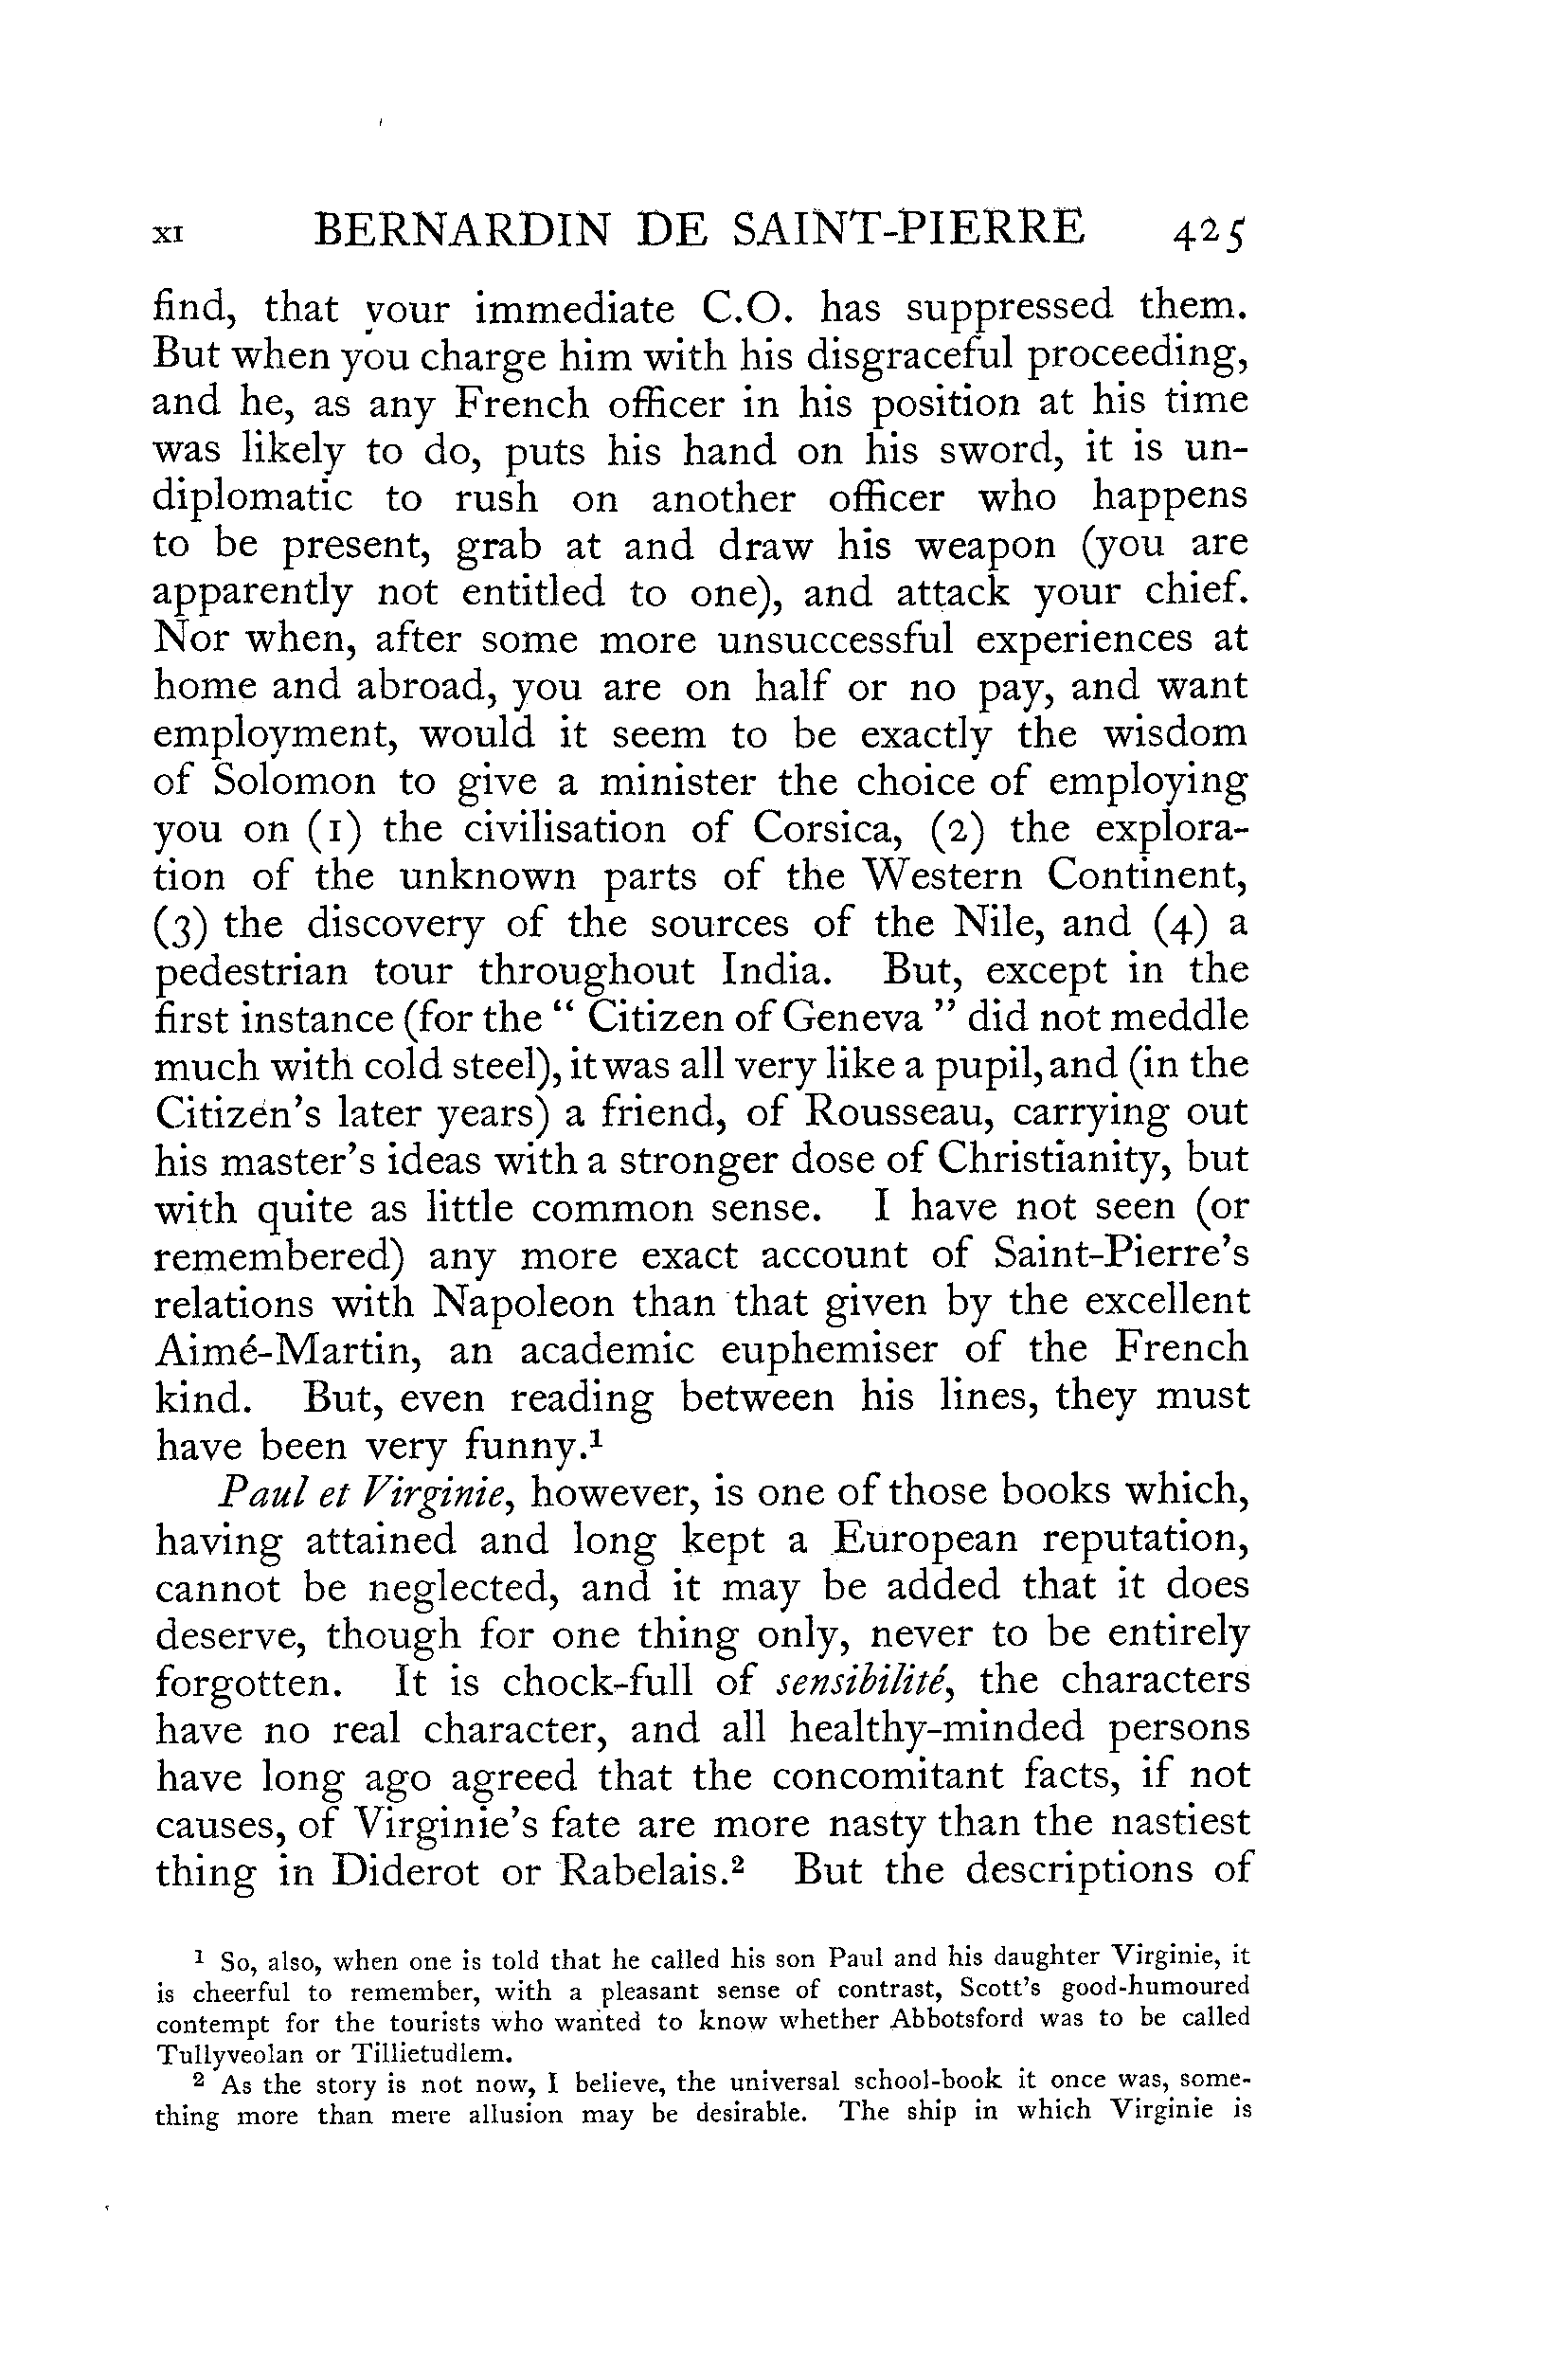 XI BERNARDIN DE SAINT-PIERRE 425
find, that your immediate C.O. has suppressed them.
But when you charge him with his disgraceful proceeding,
and he, as any French officer in his position at his time
was likely to do, puts his hand on his sword, it is un-
diplomatic to rush on another officer who happens
to be present, grab at and draw his weapon (you are
apparently not entitled to one), and attack your chief.
Nor when, after some more unsuccessful experiences at
home and abroad, you are on half or no pay, and want
employment, would it seem to be exactly the wisdom
of Solomon to give a minister the choice of employing
you on (1) the civilisation of Corsica, (2) the explora-
tion of the unknown parts of the Western Continent,
(3) the discovery of the sources of the Nile, and (4) a
pedestrian tour throughout India. But, except in the
first instance (for the “ Citizen of Geneva ” did not meddle
much with cold steel), it was all very like a pupil, and (in the
Citizen's later years) a friend, of Rousseau, carrying out
his master's ideas with a stronger dose of Christianity, but
with quite as little common sense. I have not seen (or
remembered) any more exact account of Saint-Pierre's
relations with Napoleon than that given by the excellent
Aimé-Martin, an academic euphemiser of the French
kind. But, even reading between his lines, they must
have been very funny.¹
Paul et Virginie, however, is one of those books which,
having attained and long kept a European reputation,
cannot be neglected, and it may be added that it does
deserve, though for one thing only, never to be entirely
forgotten. It is chock-full of sensibilité, the characters
have no real character, and all healthy-minded persons
have long ago agreed that the concomitant facts, if not
causes, of Virginie's fate are more nasty than the nastiest
thing in Diderot or Rabelais.² But the descriptions of
¹ So, also, when one is told that he called his son Paul and his daughter Virginie, it
is cheerful to remember, with a pleasant sense of contrast, Scott's good-humoured
contempt for the tourists who wanted to know whether Abbotsford was to be called
Tullyveolan or Tillietudlem.
² As the story is not now, I believe, the universal school-book it once was, some-
thing more than mere allusion may be desirable. The ship in which Virginie is